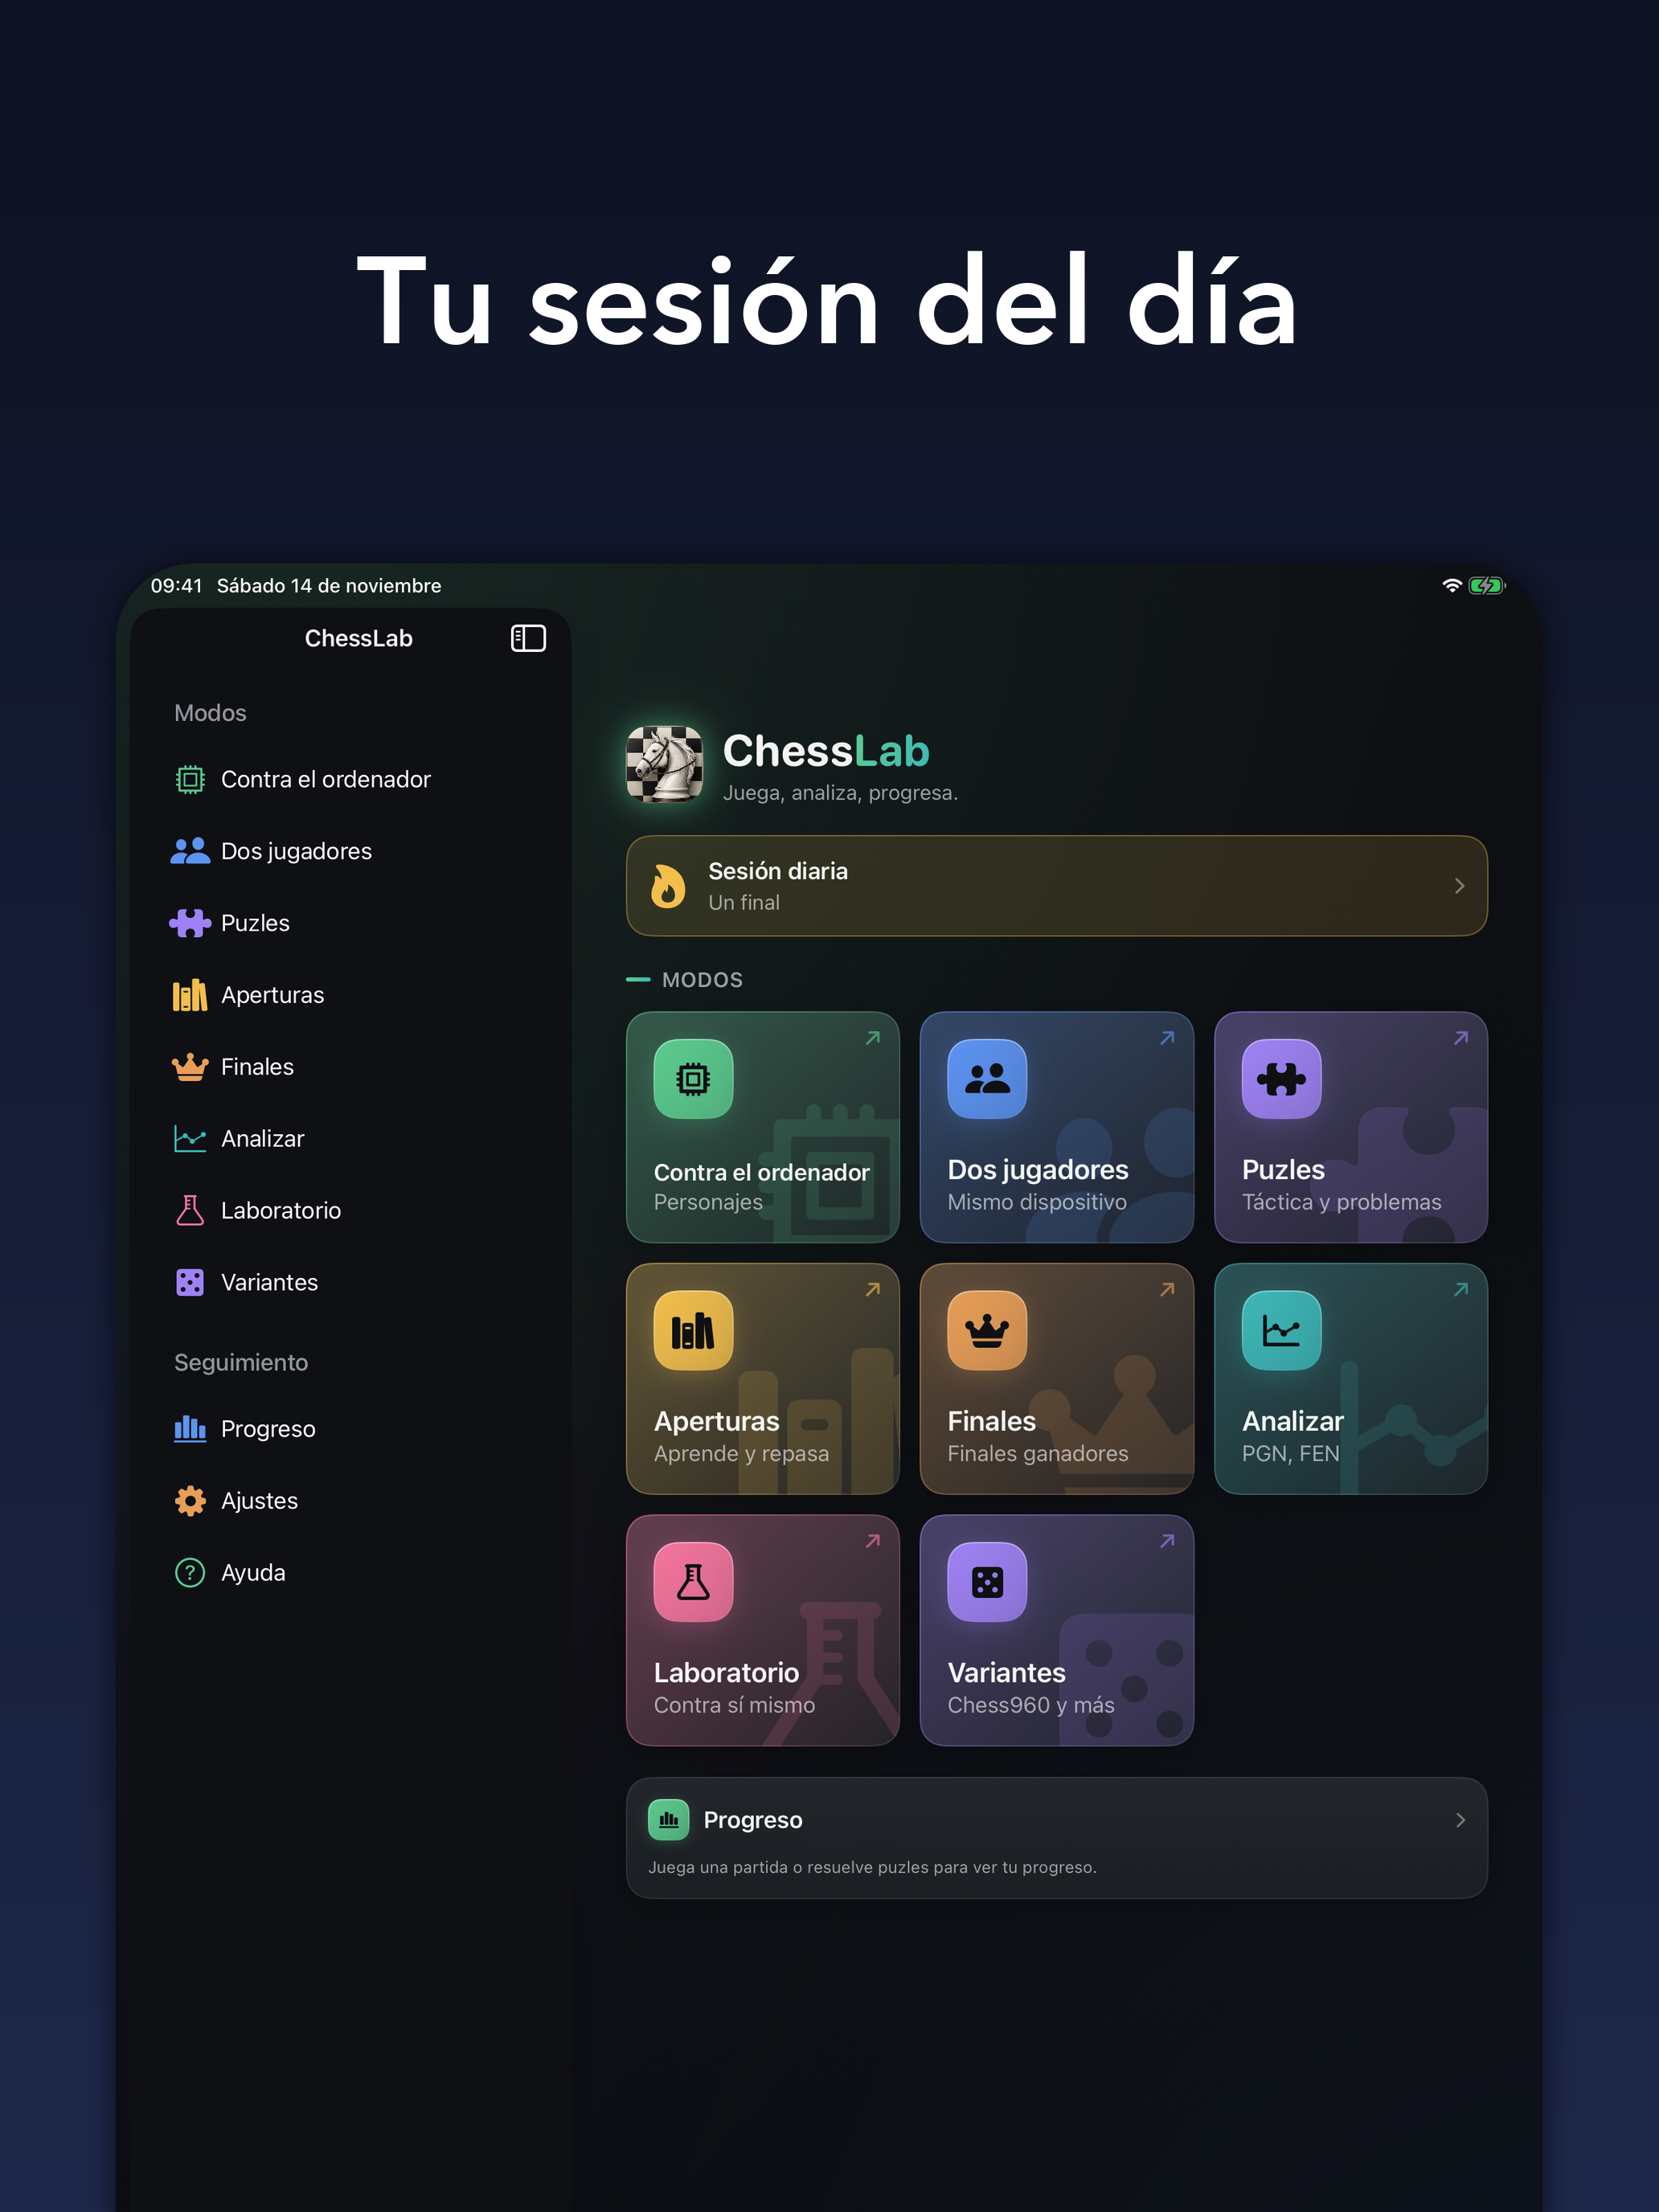 Tu sesión del día
09:41 Sábado 14 de noviembre
ChessLab
Modos
Contra el ordenador
Dos jugadores
Puzles
Aperturas
Finales
Analizar
Laboratorio
Variantes
Seguimiento
Progreso
Ajustes
Ayuda
ChessLab
Juega, analiza, progresa.
Sesión diaria
Un final
MODOS
Contra el ordenador
Personajes
Dos jugadores
Mismo dispositivo
Puzles
Táctica y problemas
Aperturas
Aprende y repasa
Finales
Finales ganadores
Analizar
PGN, FEN
Laboratorio
Contra sí mismo
Variantes
Chess960 y más
Progreso
Juega una partida o resuelve puzles para ver tu progreso.